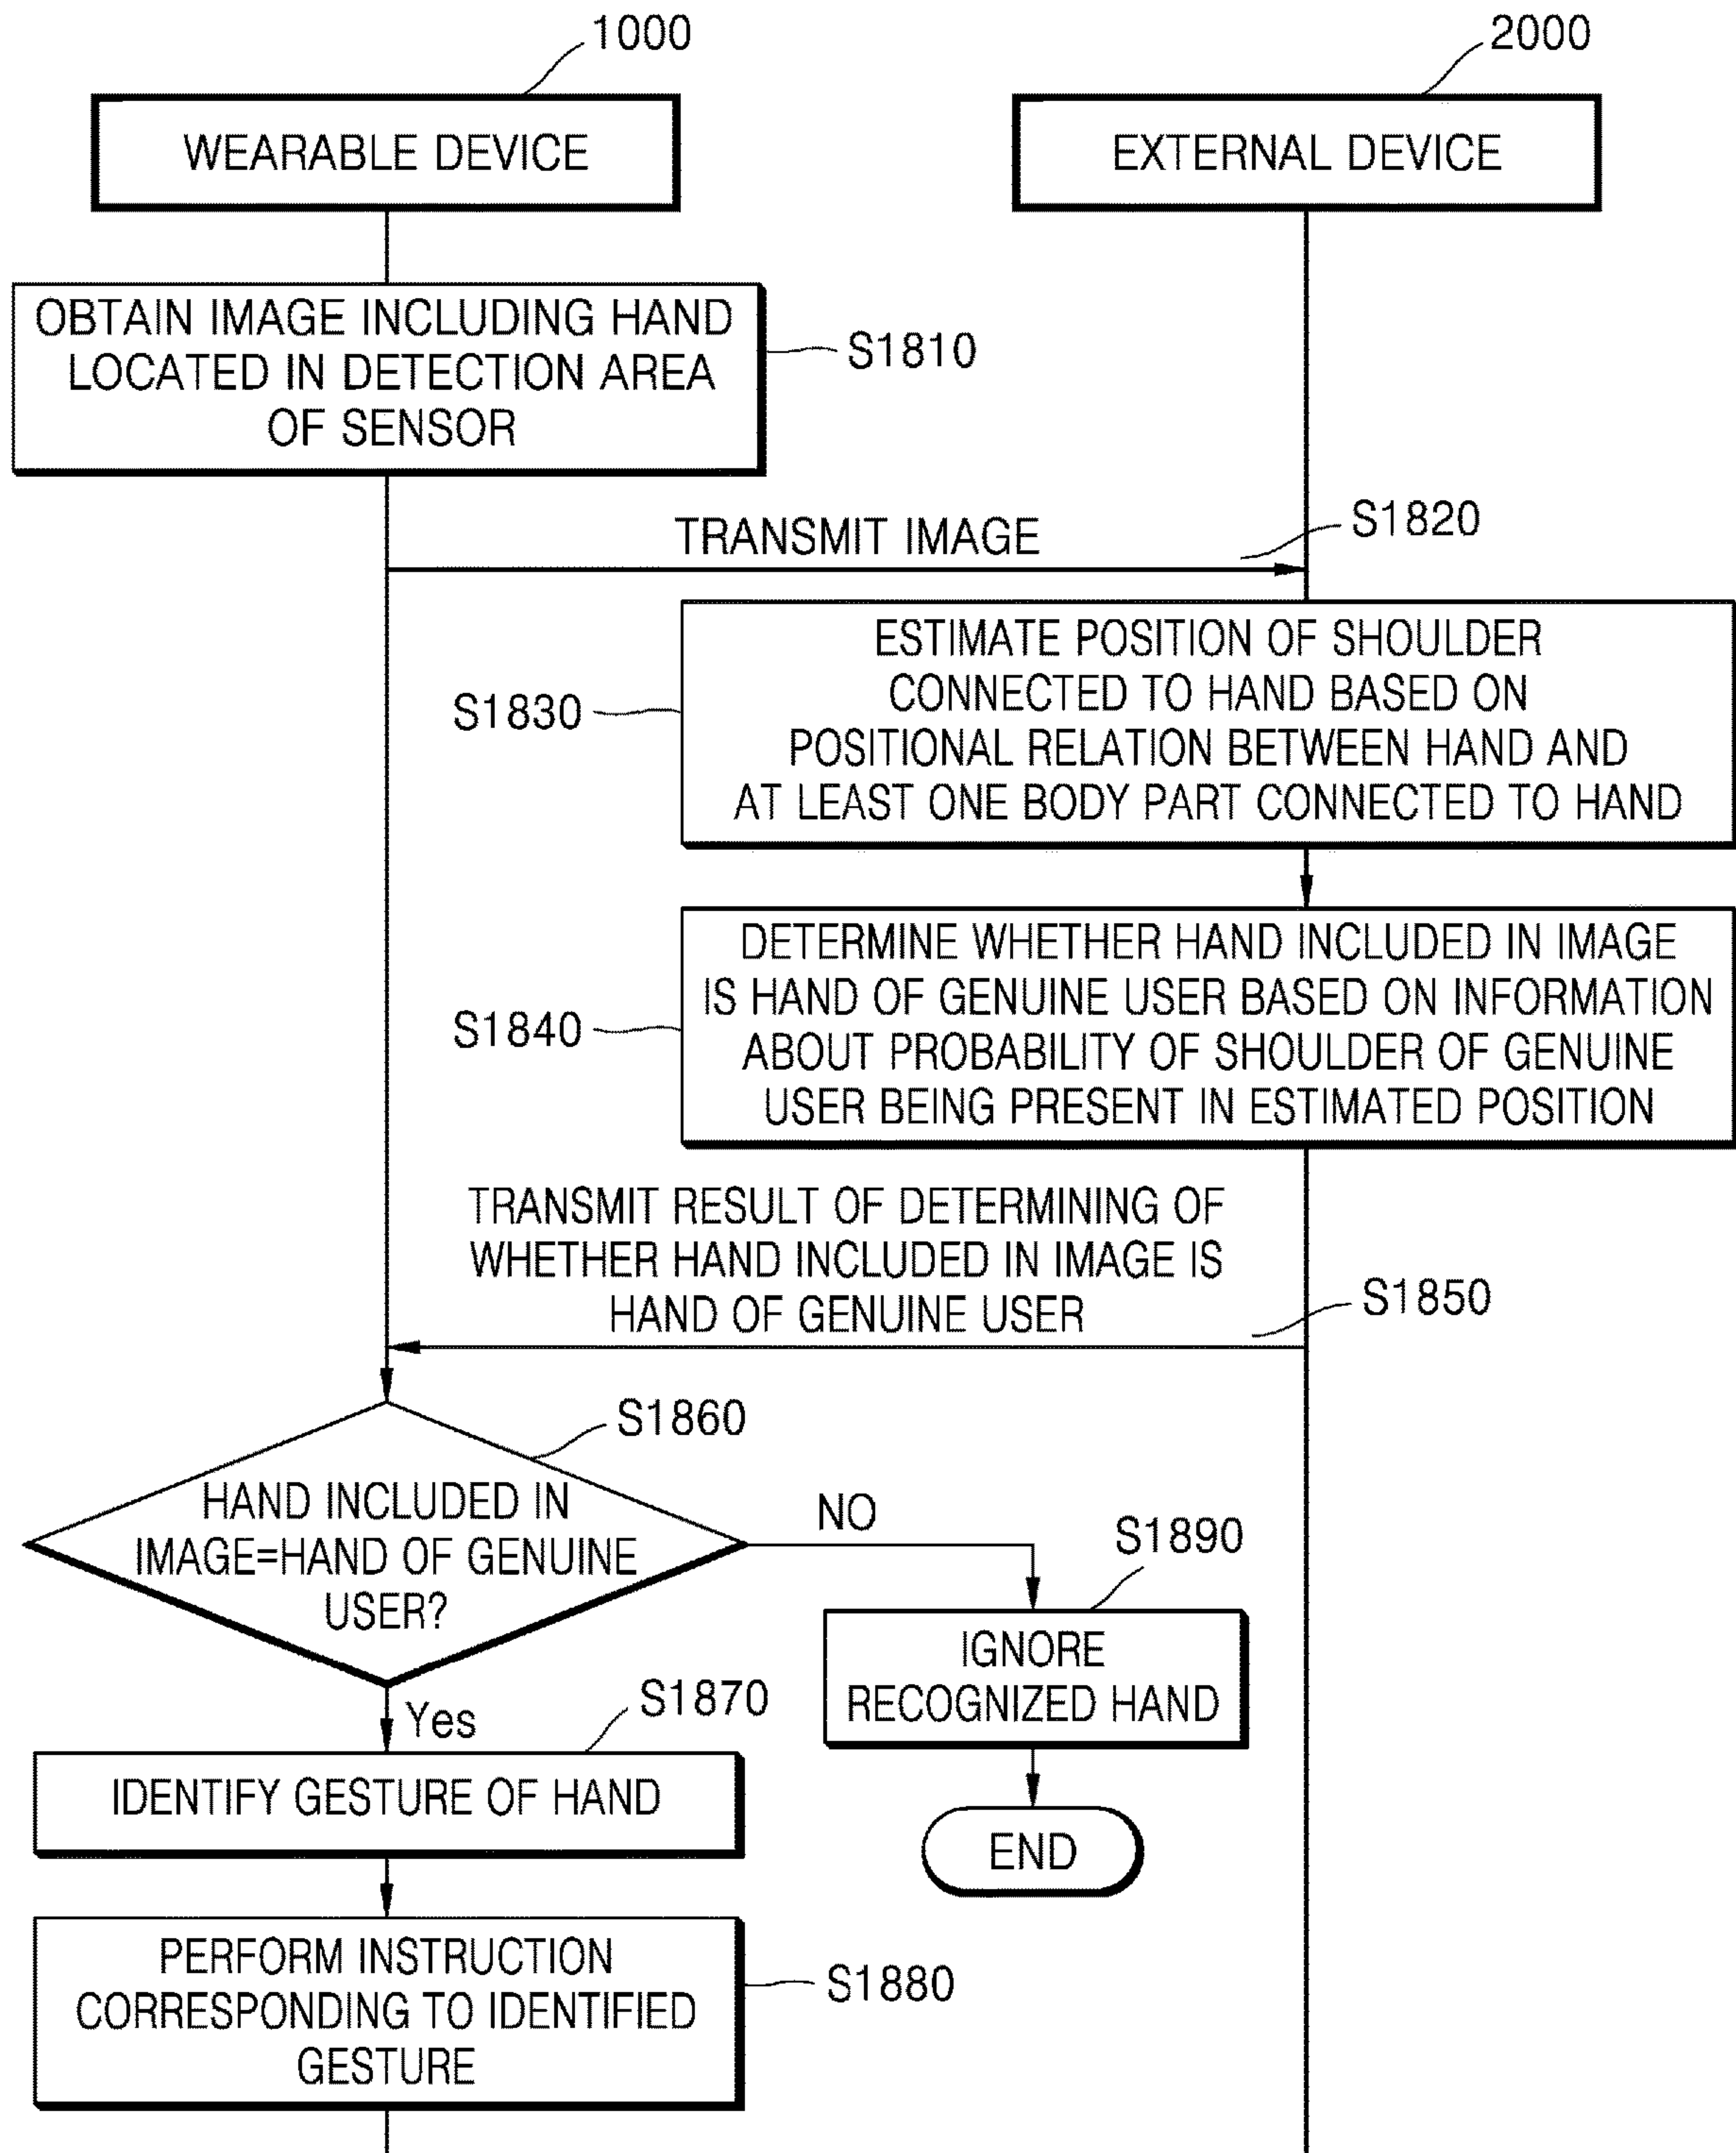 1000
2000
WEARABLE DEVICE
EXTERNAL DEVICE
OBTAIN IMAGE INCLUDING HAND
LOCATED IN DETECTION AREA
OF SENSOR
S1810
TRANSMIT IMAGE
S1820
ESTIMATE POSITION OF SHOULDER
CONNECTED TO HAND BASED ON
POSITIONAL RELATION BETWEEN HAND AND
AT LEAST ONE BODY PART CONNECTED TO HAND
S1830
DETERMINE WHETHER HAND INCLUDED IN IMAGE
IS HAND OF GENUINE USER BASED ON INFORMATION
ABOUT PROBABILITY OF SHOULDER OF GENUINE
USER BEING PRESENT IN ESTIMATED POSITION
S1840
TRANSMIT RESULT OF DETERMINING OF
WHETHER HAND INCLUDED IN IMAGE IS
HAND OF GENUINE USER
S1850
S1860
HAND INCLUDED IN
IMAGE=HAND OF GENUINE
USER?
NO
S1890
IGNORE
RECOGNIZED HAND
END
Yes
S1870
IDENTIFY GESTURE OF HAND
PERFORM INSTRUCTION
CORRESPONDING TO IDENTIFIED
GESTURE
S1880